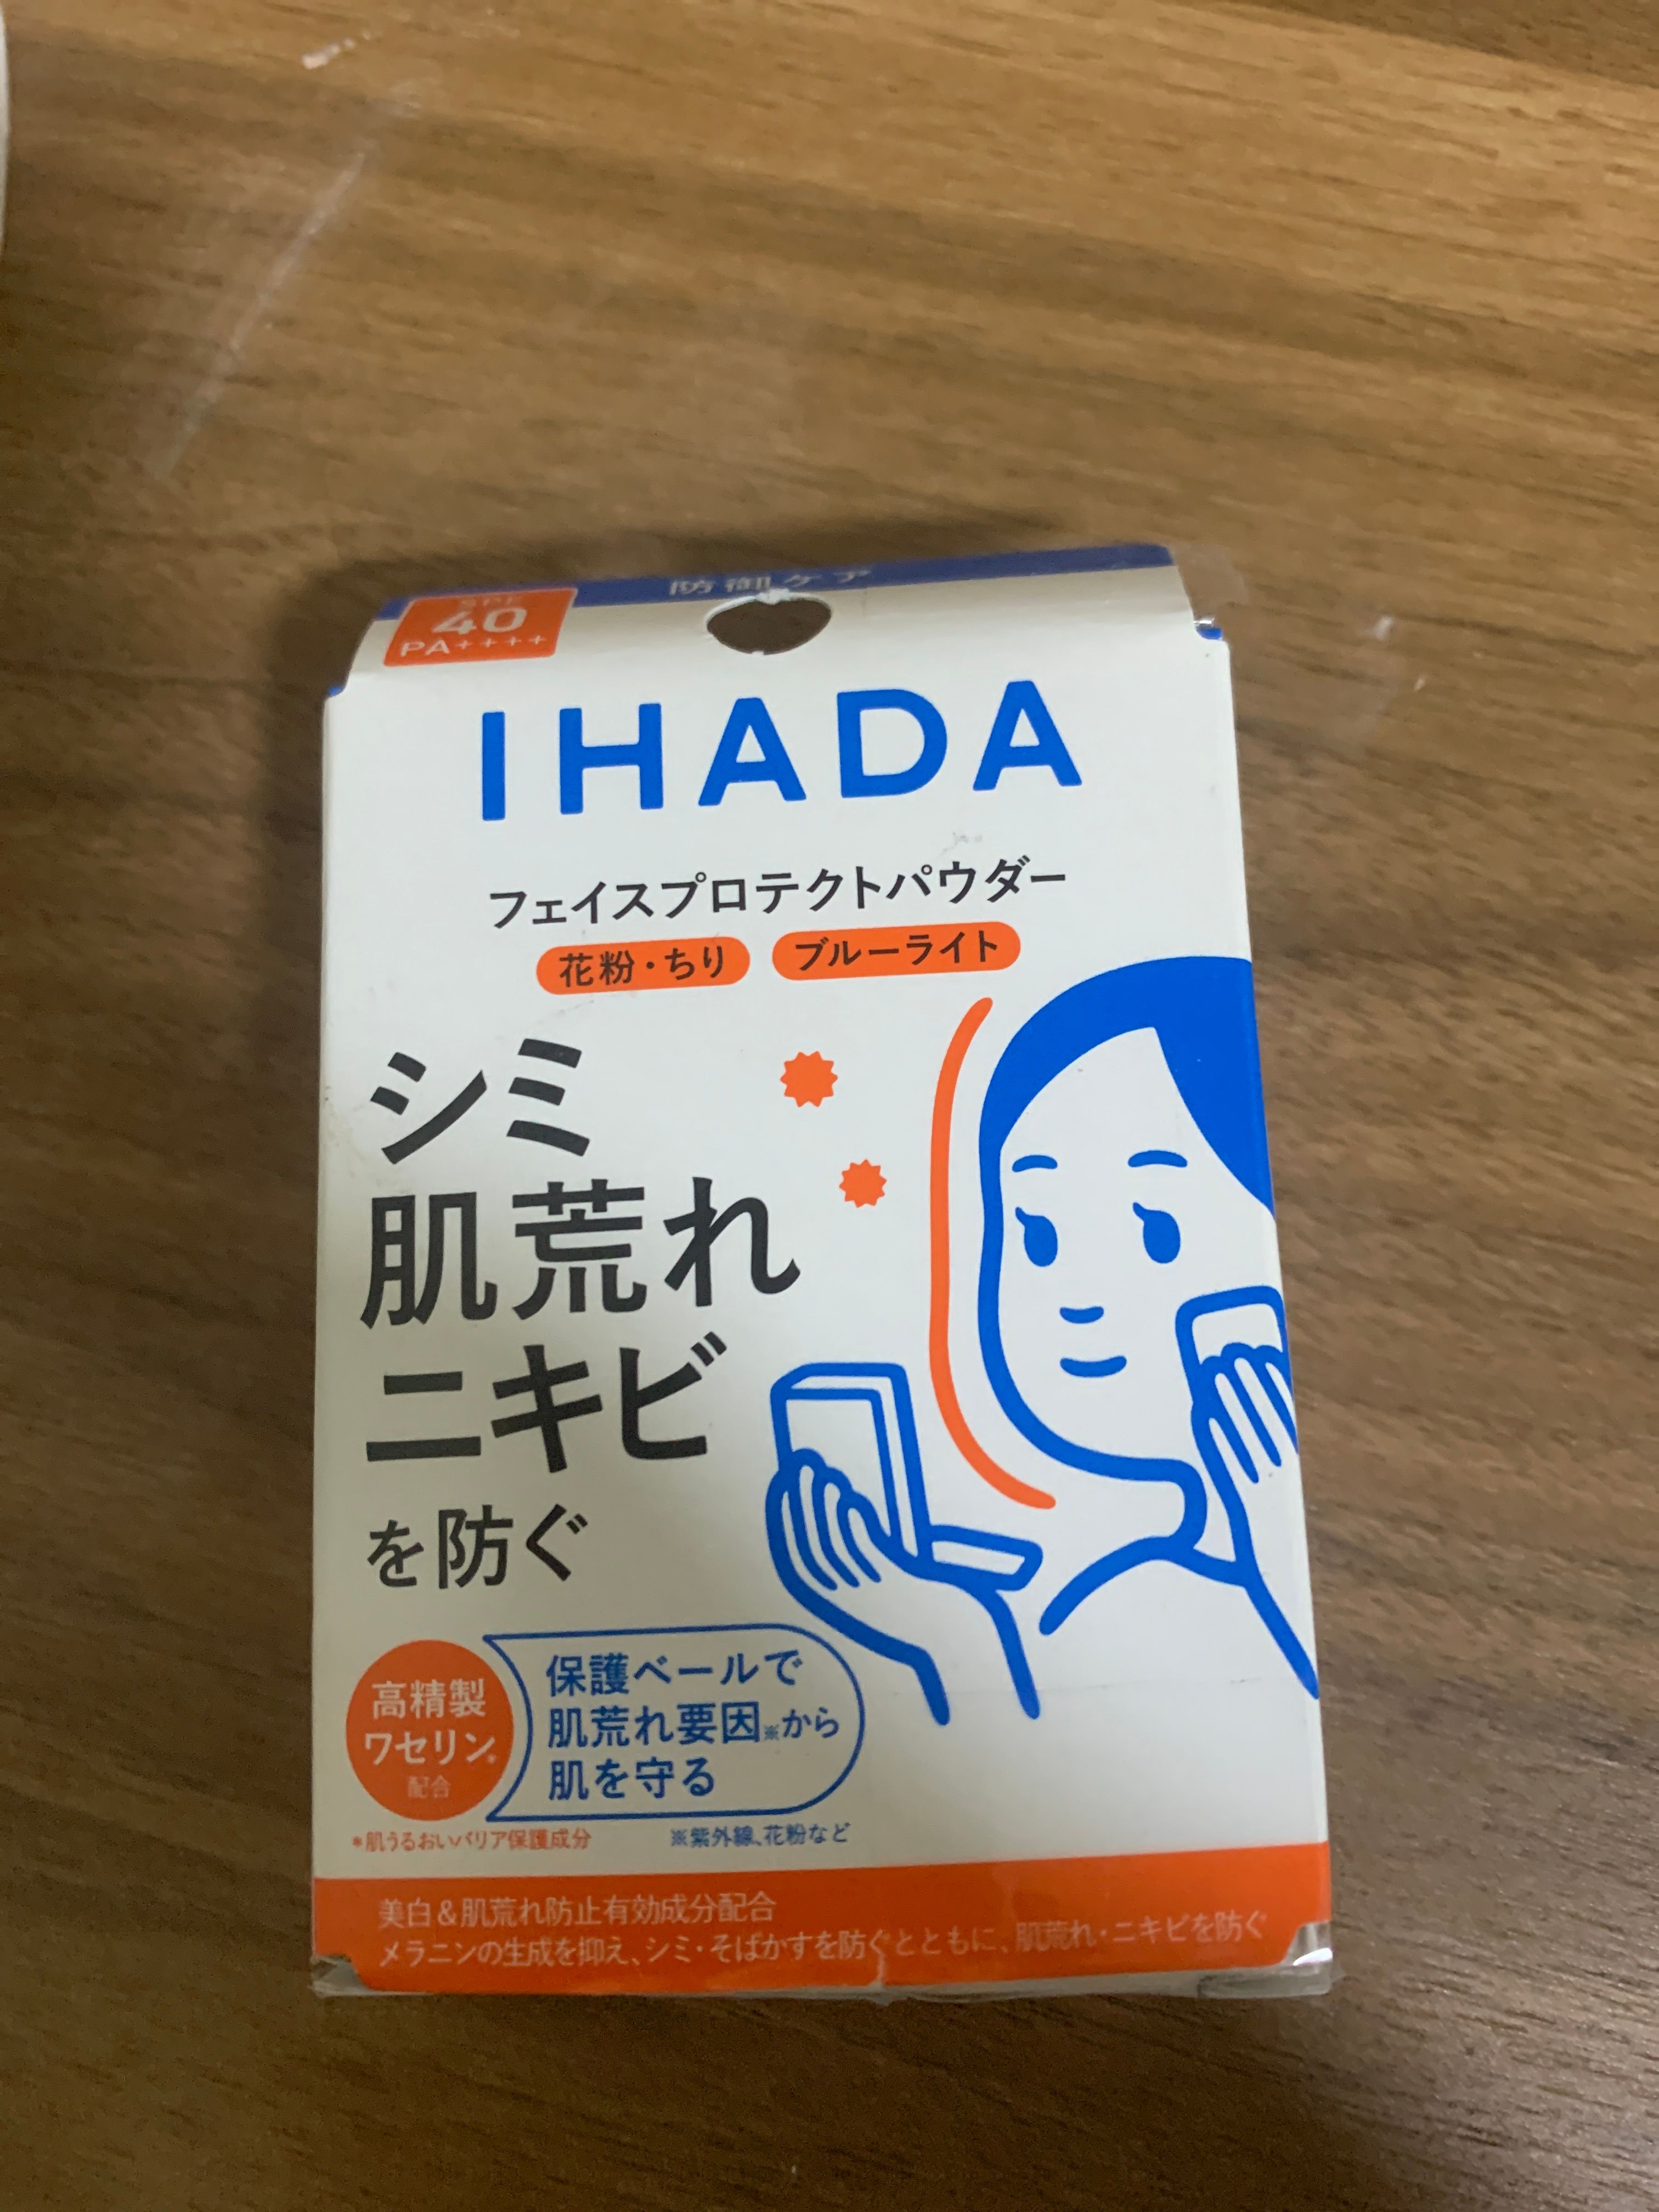 防御ケア
SPF
40
PA++++
IHADA
フェイスプロテクトパウダー
花粉・ちり ブルーライト
シミ
肌荒れ
ニキビ
を防ぐ
高精製
ワセリン*
配合
保護ベールで
肌荒れ要因※から
肌を守る
*肌うるおいバリア保護成分
※紫外線、花粉など
美白&肌荒れ防止有効成分配合
メラニンの生成を抑え、シミ・そばかすを防ぐとともに、肌荒れ・ニキビを防ぐ